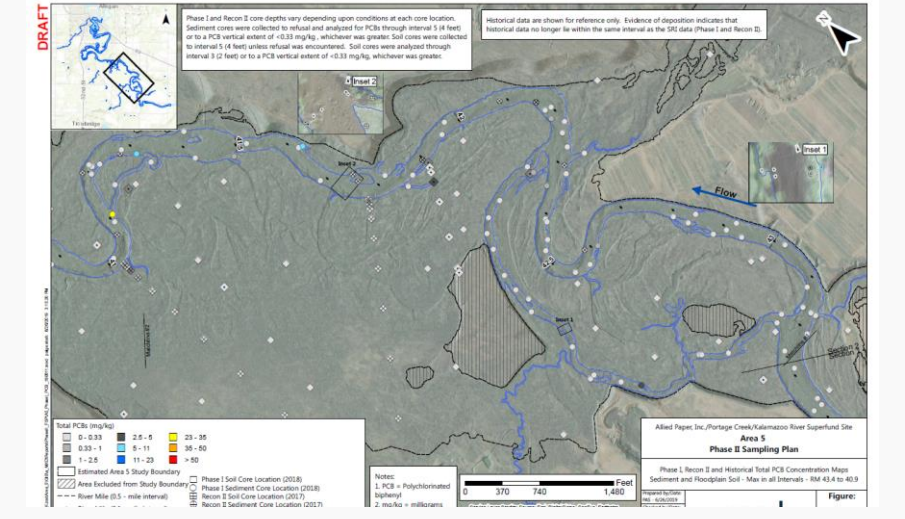 DRAFT
Allegan
Phase I and Recon II core depths vary depending upon conditions at each core location.
Sediment cores were collected to refusal and analyzed for PCBs through interval 5 (4 feet)
or to a PCB vertical extent of <0.33 mg/kg, whichever was greater. Soil cores were collected
to interval 5 (4 feet) unless refusal was encountered. Soil cores were analyzed through
interval 3 (2 feet) or to a PCB vertical extent of <0.33 mg/kg, whichever was greater.
Historical data are shown for reference only. Evidence of deposition indicates that
historical data no longer lie within the same interval as the SRI data (Phase I and Recon II).
Inset 2
Inset 1
Flow
Inset 2
Inset 1
Section 2
Section
Total PCBs (mg/kg)
0 - 0.33
2.5 - 5
23 - 35
0.33 - 1
5 - 11
35 - 50
1 - 2.5
11 - 23
> 50
Estimated Area 5 Study Boundary
Area Excluded from Study Boundary
River Mile (0.5 - mile interval)
Phase I Soil Core Location (2018)
Phase I Sediment Core Location (2018)
Recon II Soil Core Location (2017)
Recon II Sediment Core Location (2017)
Notes:
1. PCB = Polychlorinated
biphenyl
2. mg/kg = milligrams
Feet
0 370 740 1,480
Allied Paper, Inc./Portage Creek/Kalamazoo River Superfund Site
Area 5
Phase II Sampling Plan
Phase I, Recon II and Historical Total PCB Concentration Maps
Sediment and Floodplain Soil - Max in all Intervals - RM 43.4 to 40.9
Prepared by/Date:
Figure: